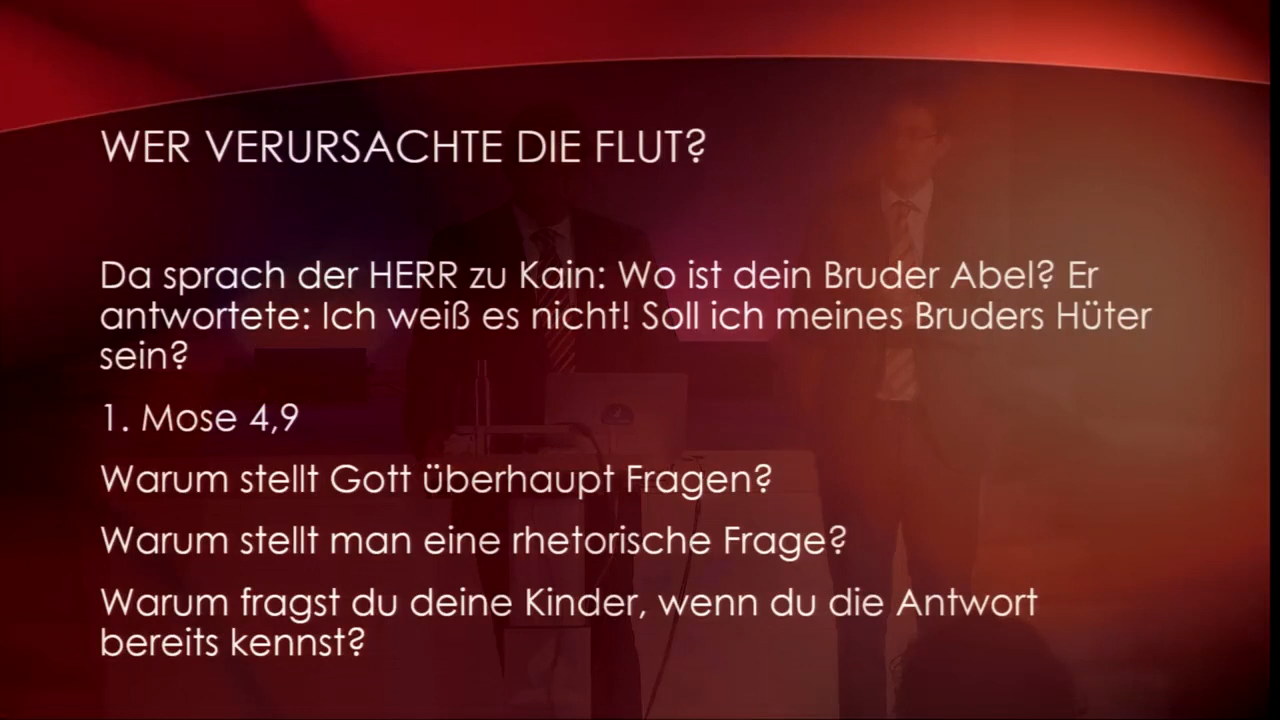 WER VERURSACHTE DIE FLUT?
Da sprach der HERR zu Kain: Wo ist dein Bruder Abel? Er
antwortete: Ich weiß es nicht! Soll ich meines Bruders Hüter
sein?
1. Mose 4,9
Warum stellt Gott überhaupt Fragen?
Warum stellt man eine rhetorische Frage?
Warum fragst du deine Kinder, wenn du die Antwort
bereits kennst?